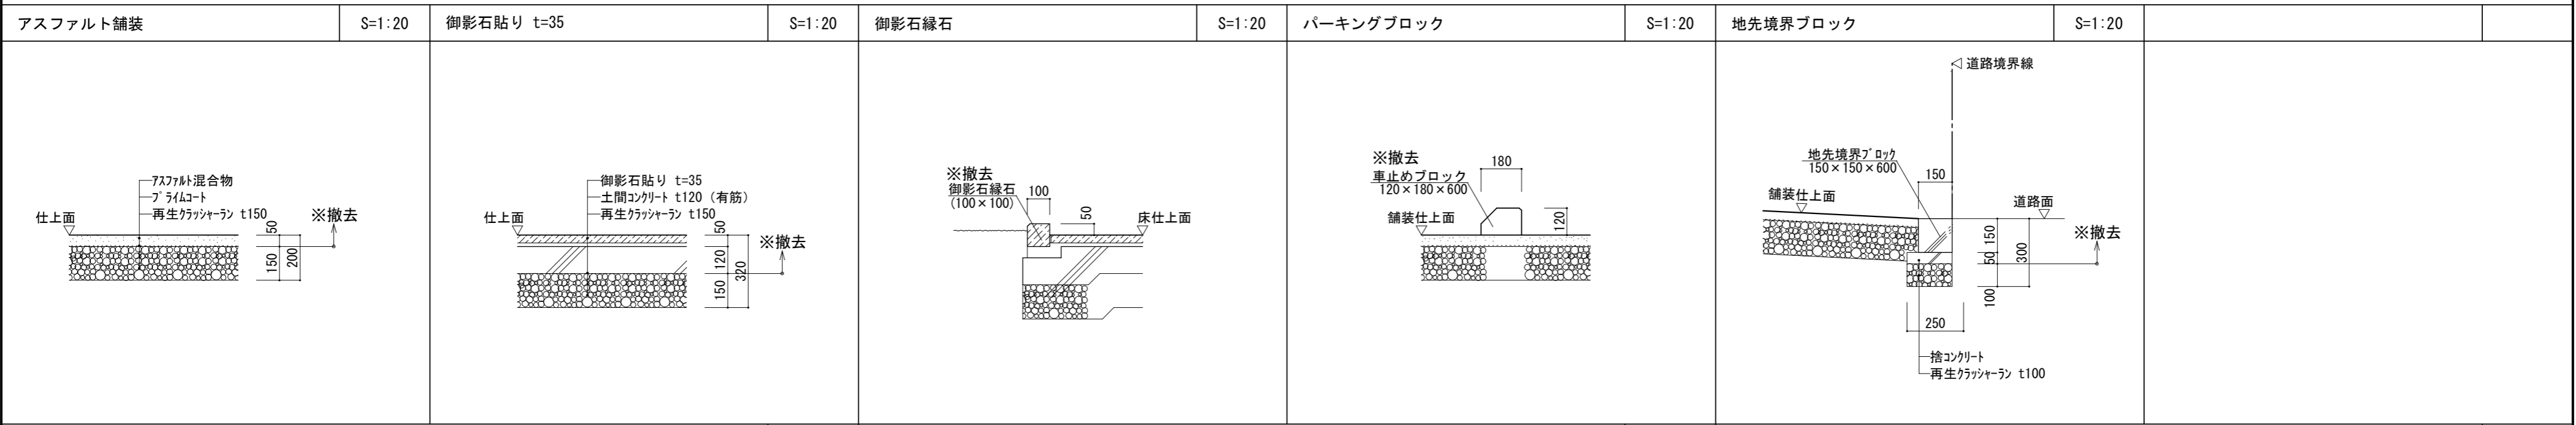 アスファルト舗装 S=1:20
アスファルト混合物
プライムコート
再生クラッシャーラン t150
仕上面
※撤去
50
150
200
御影石貼り t=35 S=1:20
御影石貼り t=35
土間コンクリート t120 (有筋)
再生クラッシャーラン t150
仕上面
※撤去
50
120
150
320
御影石縁石 S=1:20
※撤去
御影石縁石
(100×100)
100
50
床仕上面
パーキングブロック S=1:20
※撤去
車止めブロック
120×180×600
180
120
舗装仕上面
地先境界ブロック S=1:20
道路境界線
地先境界ブロック
150×150×600
150
舗装仕上面
道路面
※撤去
150
50
100
300
250
捨コンクリート
再生クラッシャーラン t100